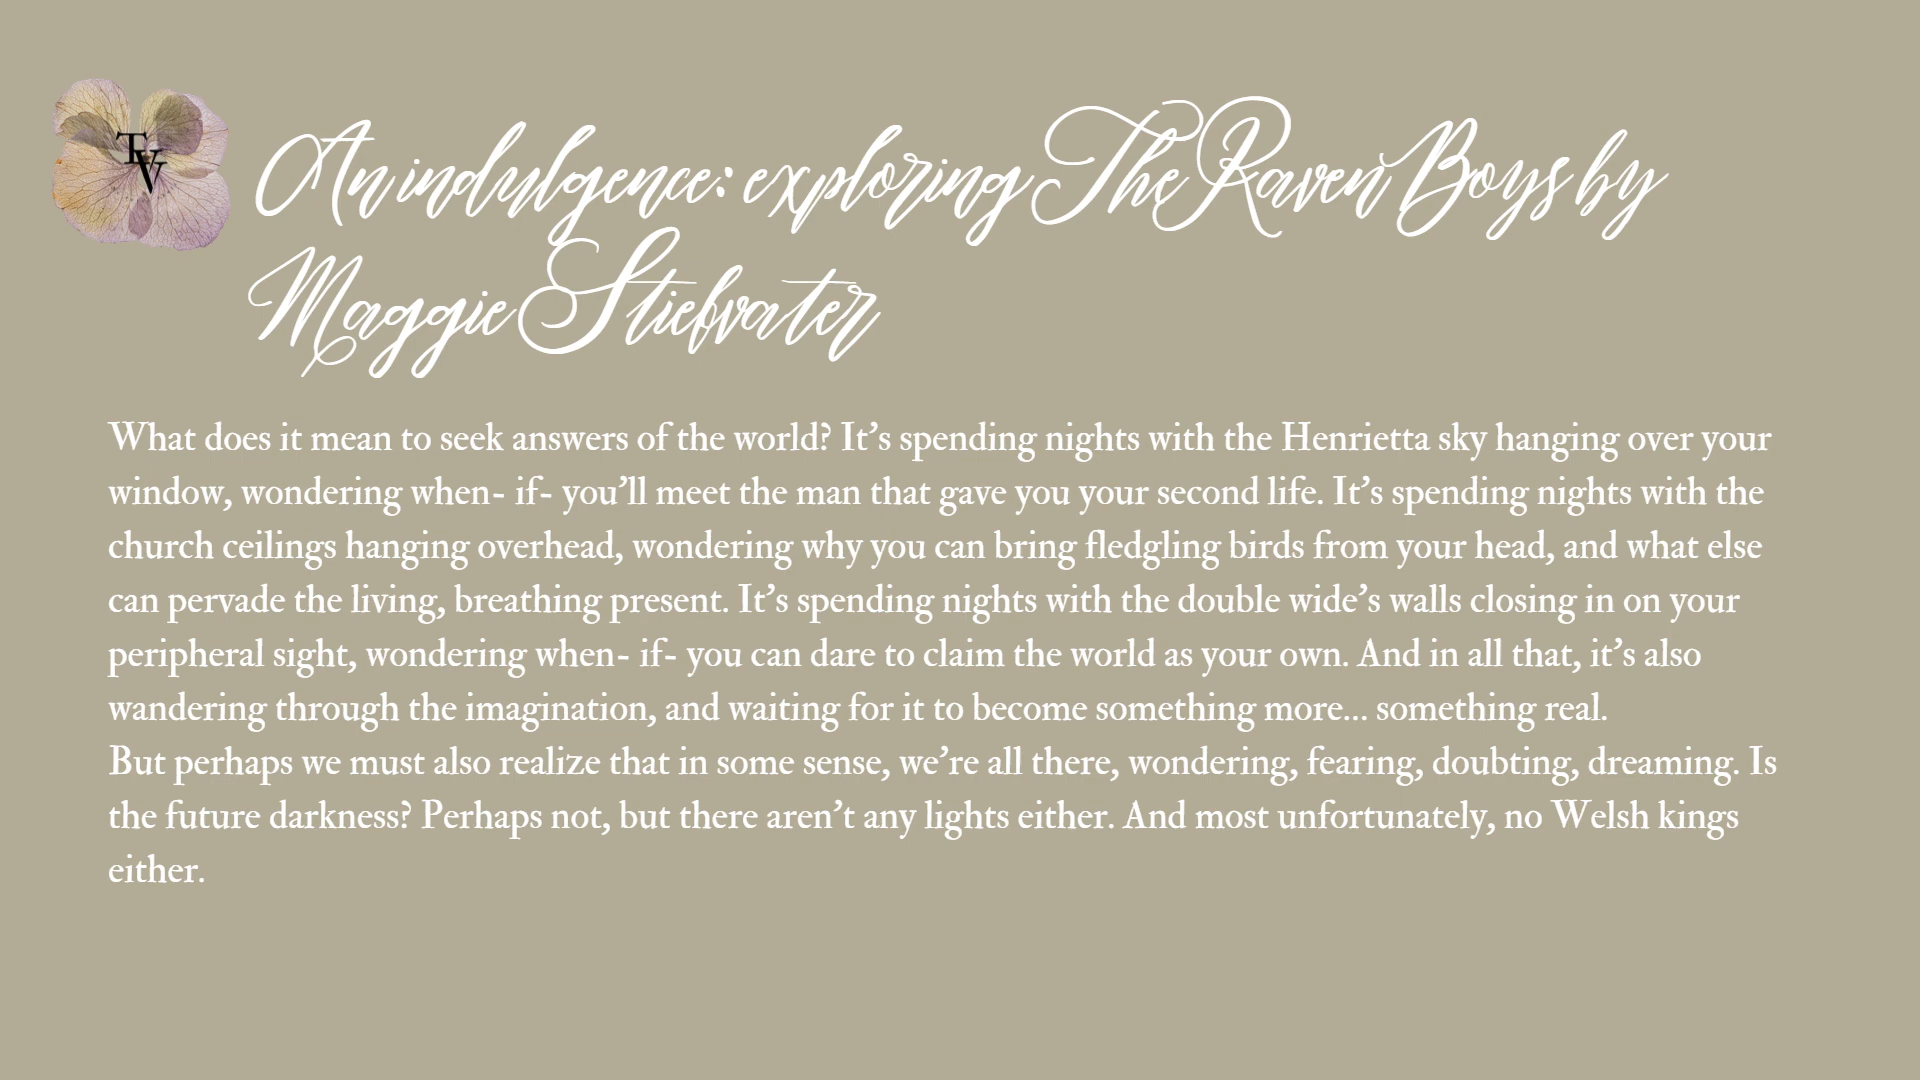 TV
An indulgence: exploring The Raven Boys by
Maggie Stiefvater
What does it mean to seek answers of the world? It’s spending nights with the Henrietta sky hanging over your
window, wondering when- if- you’ll meet the man that gave you your second life. It’s spending nights with the
church ceilings hanging overhead, wondering why you can bring fledgling birds from your head, and what else
can pervade the living, breathing present. It’s spending nights with the double wide’s walls closing in on your
peripheral sight, wondering when- if- you can dare to claim the world as your own. And in all that, it’s also
wandering through the imagination, and waiting for it to become something more... something real.
But perhaps we must also realize that in some sense, we’re all there, wondering, fearing, doubting, dreaming. Is
the future darkness? Perhaps not, but there aren’t any lights either. And most unfortunately, no Welsh kings
either.